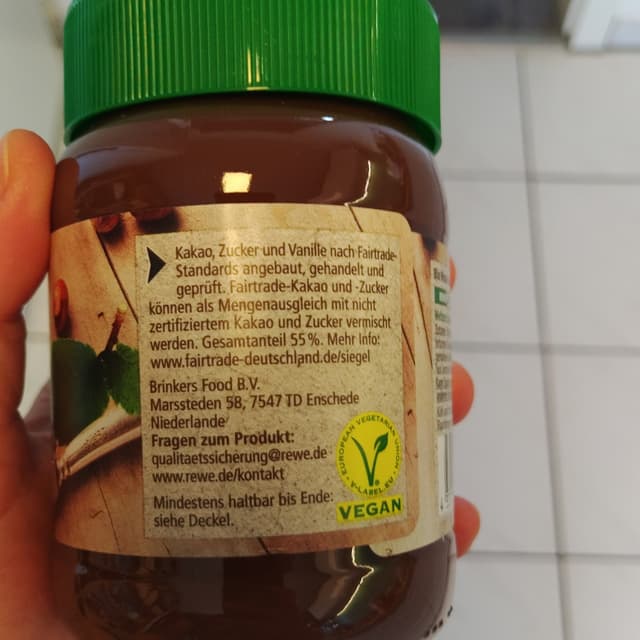 Kakao, Zucker und Vanille nach Fairtrade-
Standards angebaut, gehandelt und
geprüft. Fairtrade-Kakao und -Zucker
können als Mengenausgleich mit nicht
zertifiziertem Kakao und Zucker vermischt
werden. Gesamtanteil 55 %. Mehr Info:
www.fairtrade-deutschland.de/siegel
Brinkers Food B.V.
Marssteden 58, 7547 TD Enschede
Niederlande
Fragen zum Produkt:
qualitaetssicherung@rewe.de
www.rewe.de/kontakt
Mindestens haltbar bis Ende:
siehe Deckel.
EUROPEAN VEGETARIAN UNION
V-LABEL.EU
VEGAN